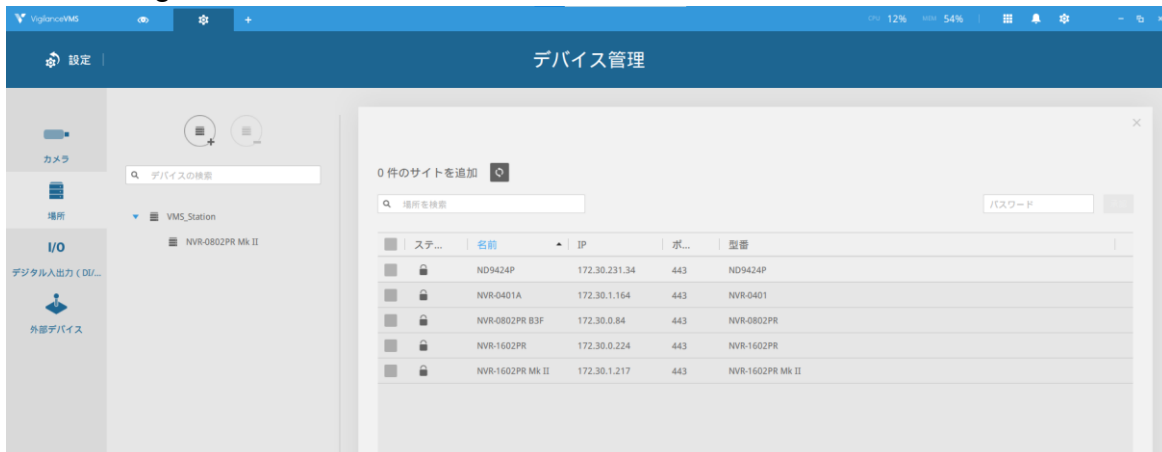 VigilanceVMS
+
CPU 12% MEM 54%
設定
デバイス管理
カメラ
場所
I/O
デジタル入出力 ( DI/...
外部デバイス
デバイスの検索
VMS_Station
NVR-0802PR Mk II
0 件のサイトを追加
場所を検索
パスワード
ステ... 名前 IP ポ... 型番
ND9424P 172.30.231.34 443 ND9424P
NVR-0401A 172.30.1.164 443 NVR-0401
NVR-0802PR B3F 172.30.0.84 443 NVR-0802PR
NVR-1602PR 172.30.0.224 443 NVR-1602PR
NVR-1602PR Mk II 172.30.1.217 443 NVR-1602PR Mk II